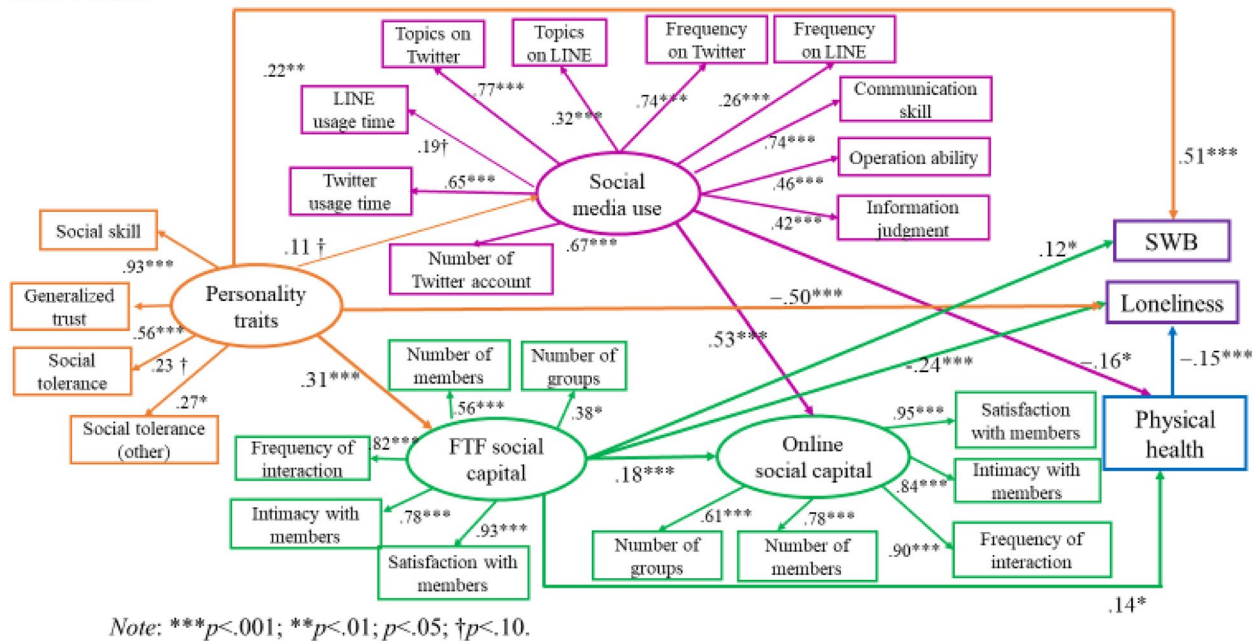 Topics on
Twitter
Topics
on LINE
Frequency
on Twitter
Frequency
on LINE
.22**
.77***
.32***
.74***
.26***
LINE
usage time
Communication
skill
.19†
.74***
Operation ability
.51***
Twitter
usage time
.65***
Social
media use
.46***
Information
judgment
.42***
Social skill
.11 †
.67***
Number of
Twitter account
.12*
SWB
.93***
Generalized
trust
Personality
traits
–.50***
Loneliness
.56***
Social
tolerance
.23 †
.31***
Number of
members
Number of
groups
.53***
-.24***
–.16*
–.15***
.27*
Social tolerance
(other)
.56***
.38*
.95***
Satisfaction
with members
Physical
health
Frequency of
interaction
.82***
FTF social
capital
.18***
Online
social capital
.84***
Intimacy with
members
Intimacy with
members
.78***
.93***
.61***
.78***
.90***
Satisfaction with
members
Number of
groups
Number of
members
Frequency of
interaction
.14*
Note: ***p<.001; **p<.01; p<.05; †p<.10.